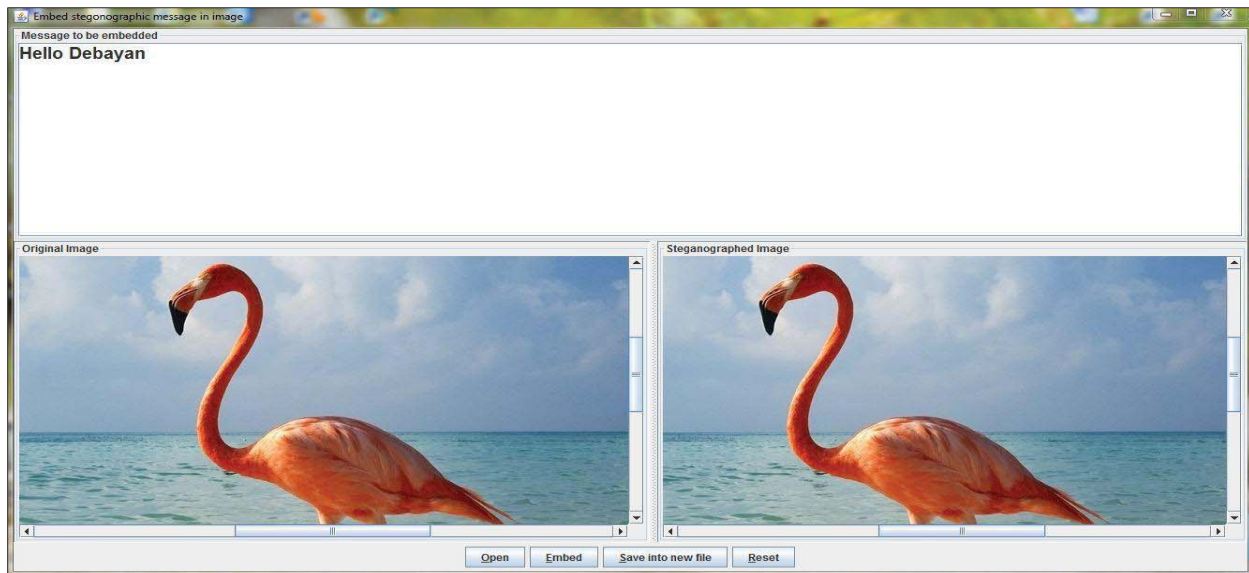 Embed stegonographic message in image
Message to be embedded
Hello Debayan
Original Image
Steganographed Image
Open
Embed
Save into new file
Reset